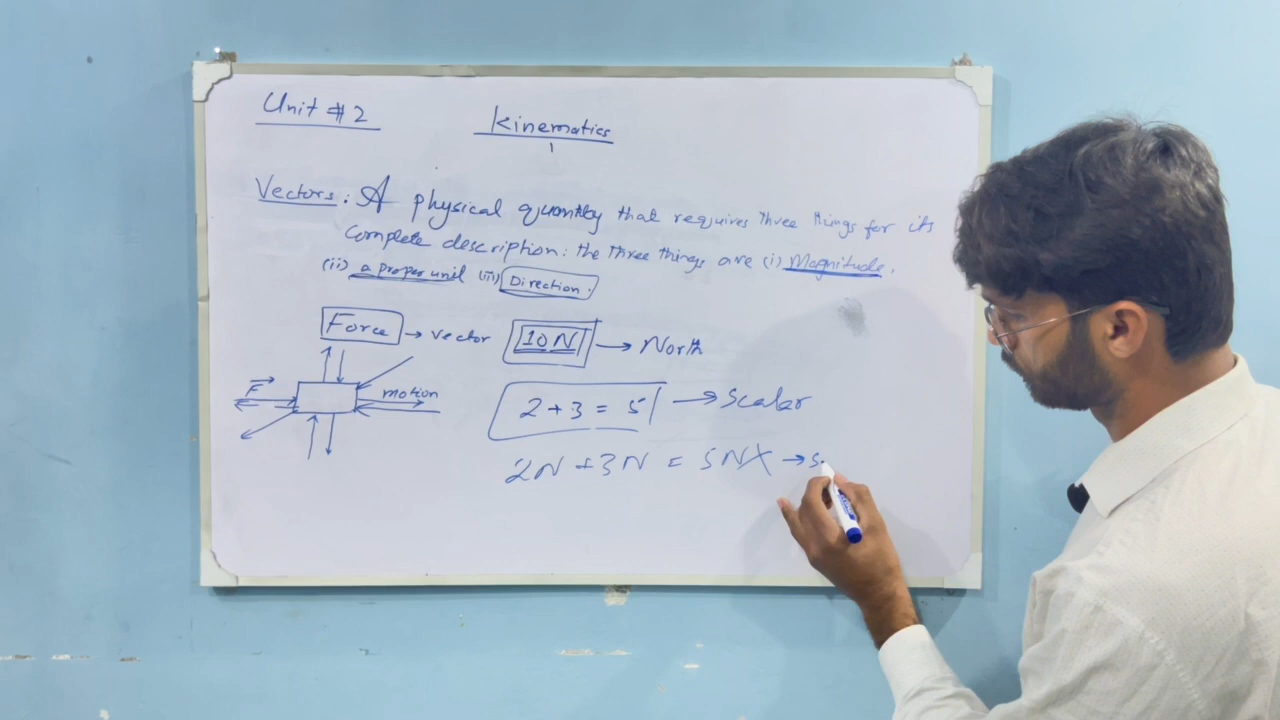 Unit #2
Kinematics
Vectors: A physical quantity that requires three things for its
complete description: the three things are (i) Magnitude.
(ii) a proper unit (iii) Direction.
Force → vector
10N → North
F motion
2 + 3 = 5 → Scalar
2N + 3N = 5N X → s